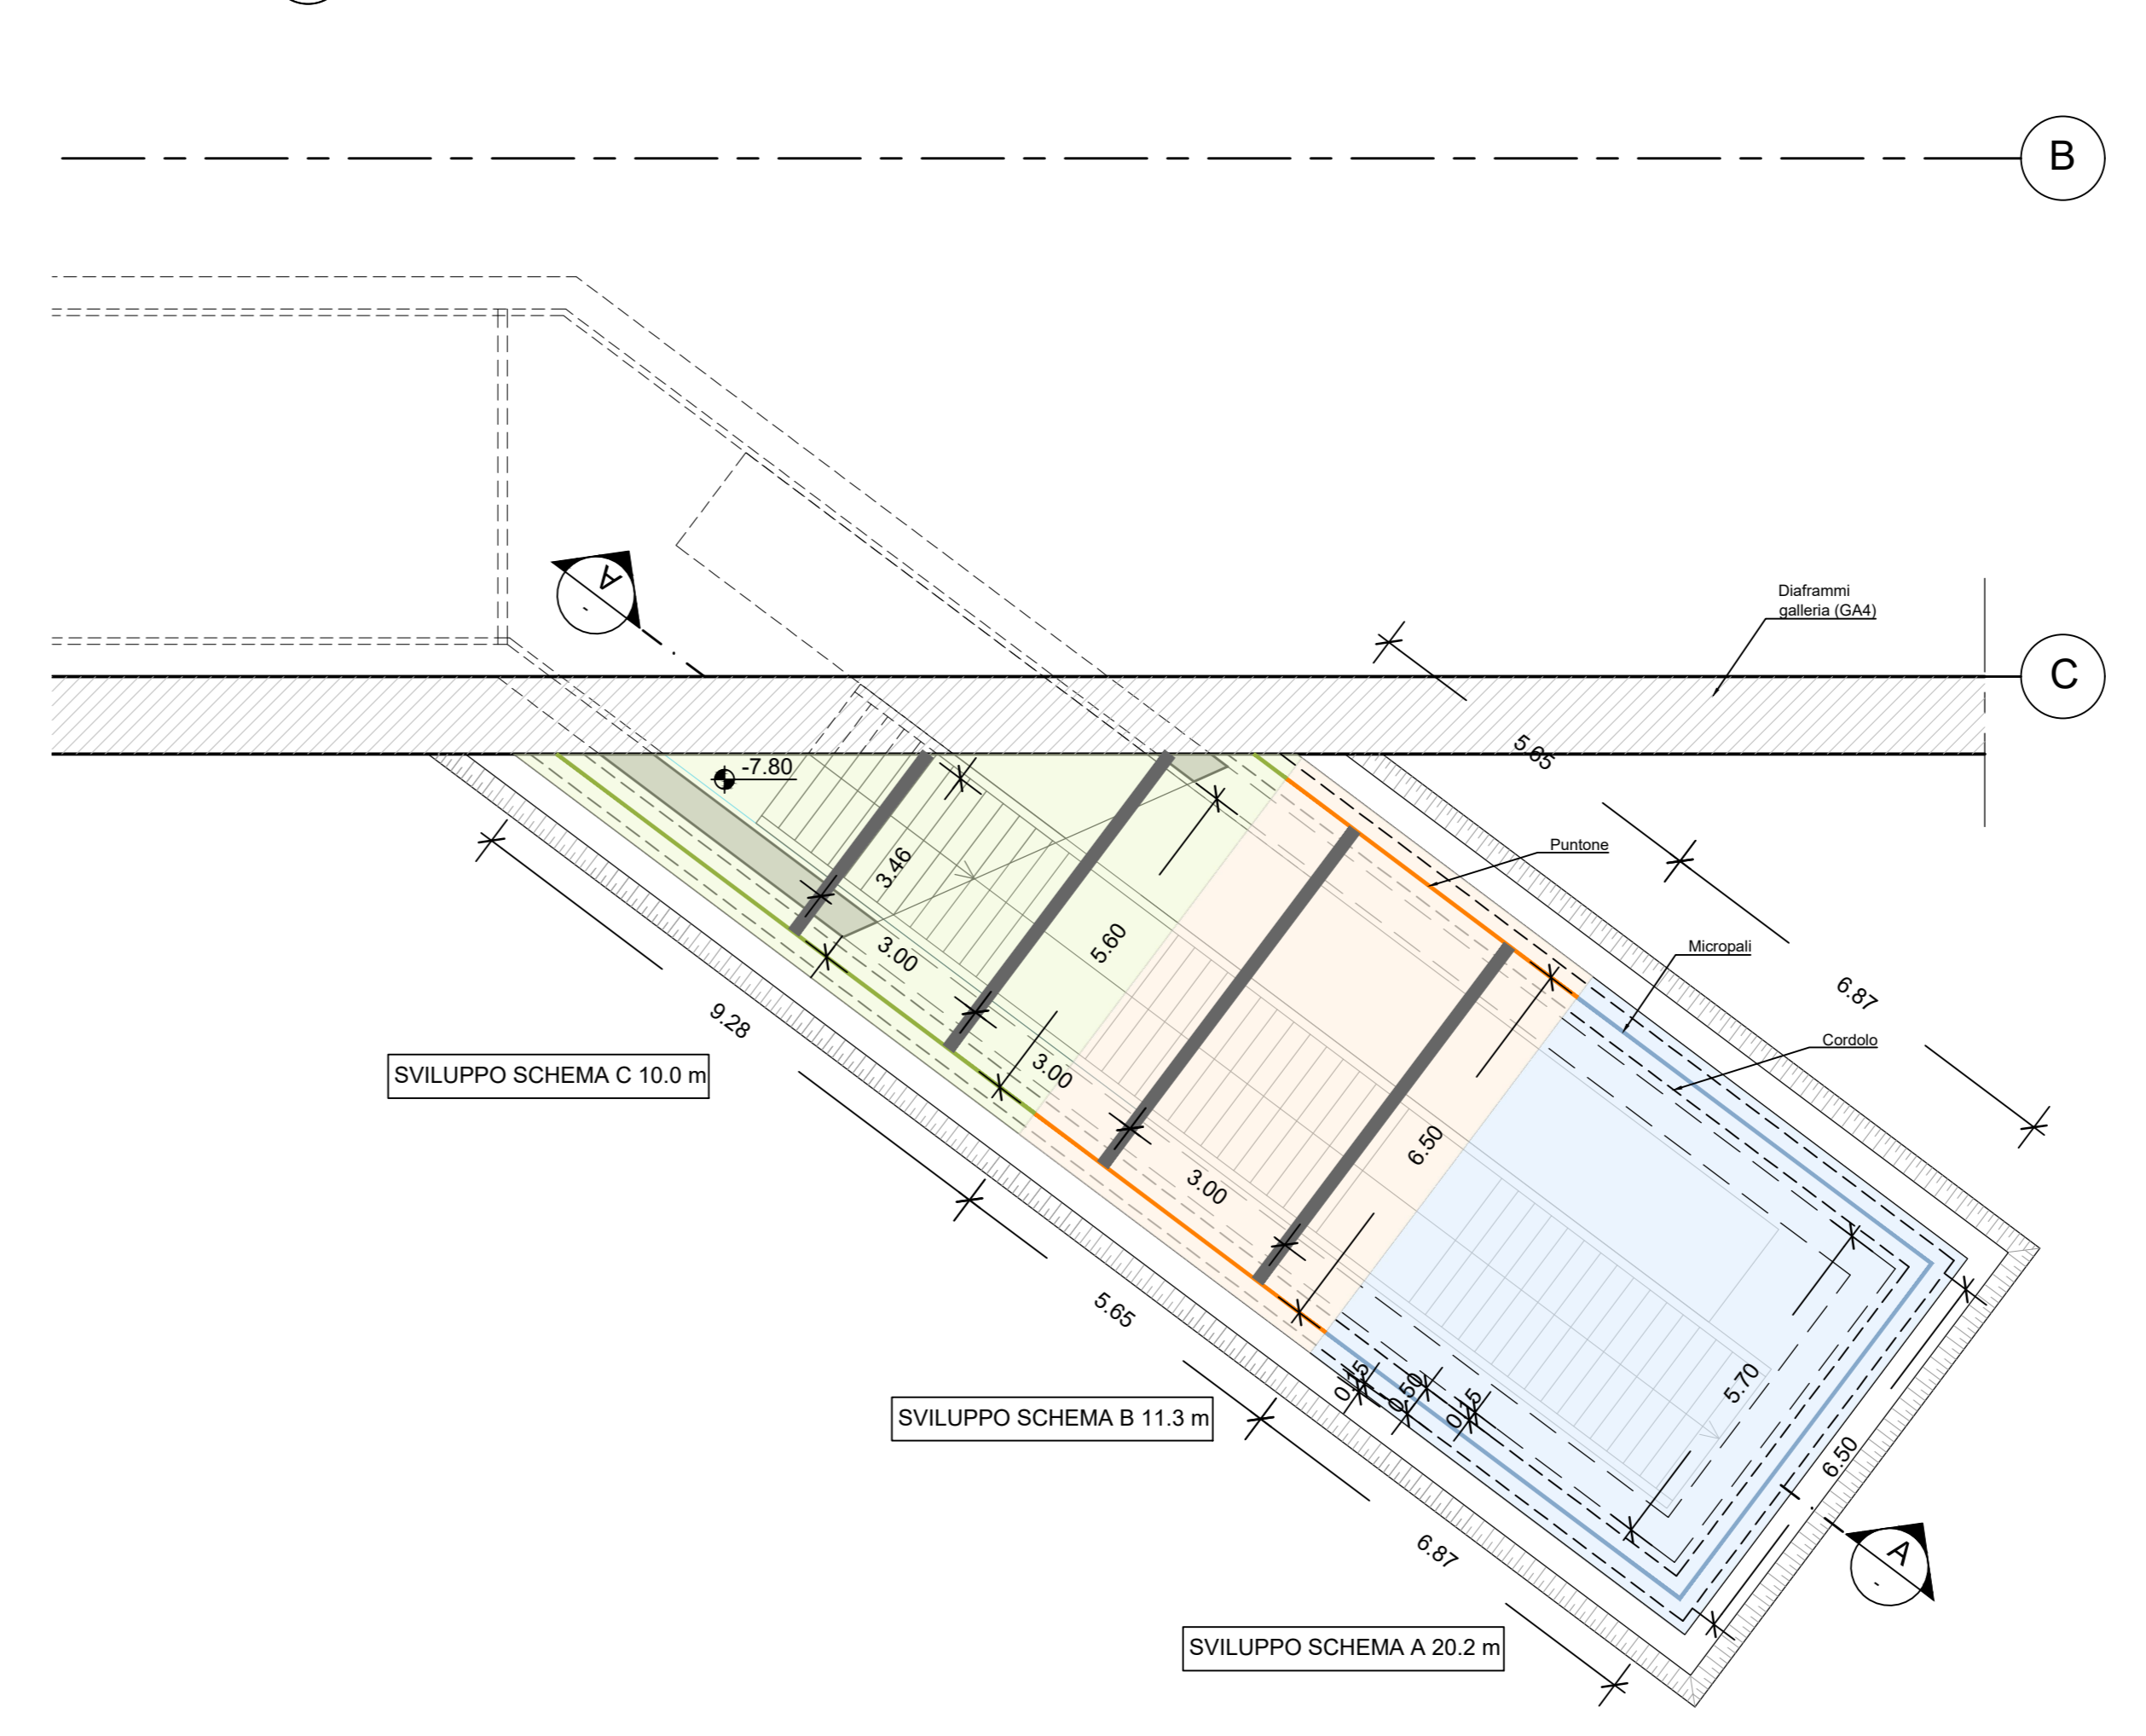 B
A
-
Diaframmi
galleria (GA4)
C
5.65
-7.80
Puntone
3.46
Micropali
3.00
5.60
6.87
9.28
Cordolo
3.00
SVILUPPO SCHEMA C 10.0 m
6.50
3.00
5.65
0.15
0.50
0.15
5.70
SVILUPPO SCHEMA B 11.3 m
6.50
6.87
A
-
SVILUPPO SCHEMA A 20.2 m